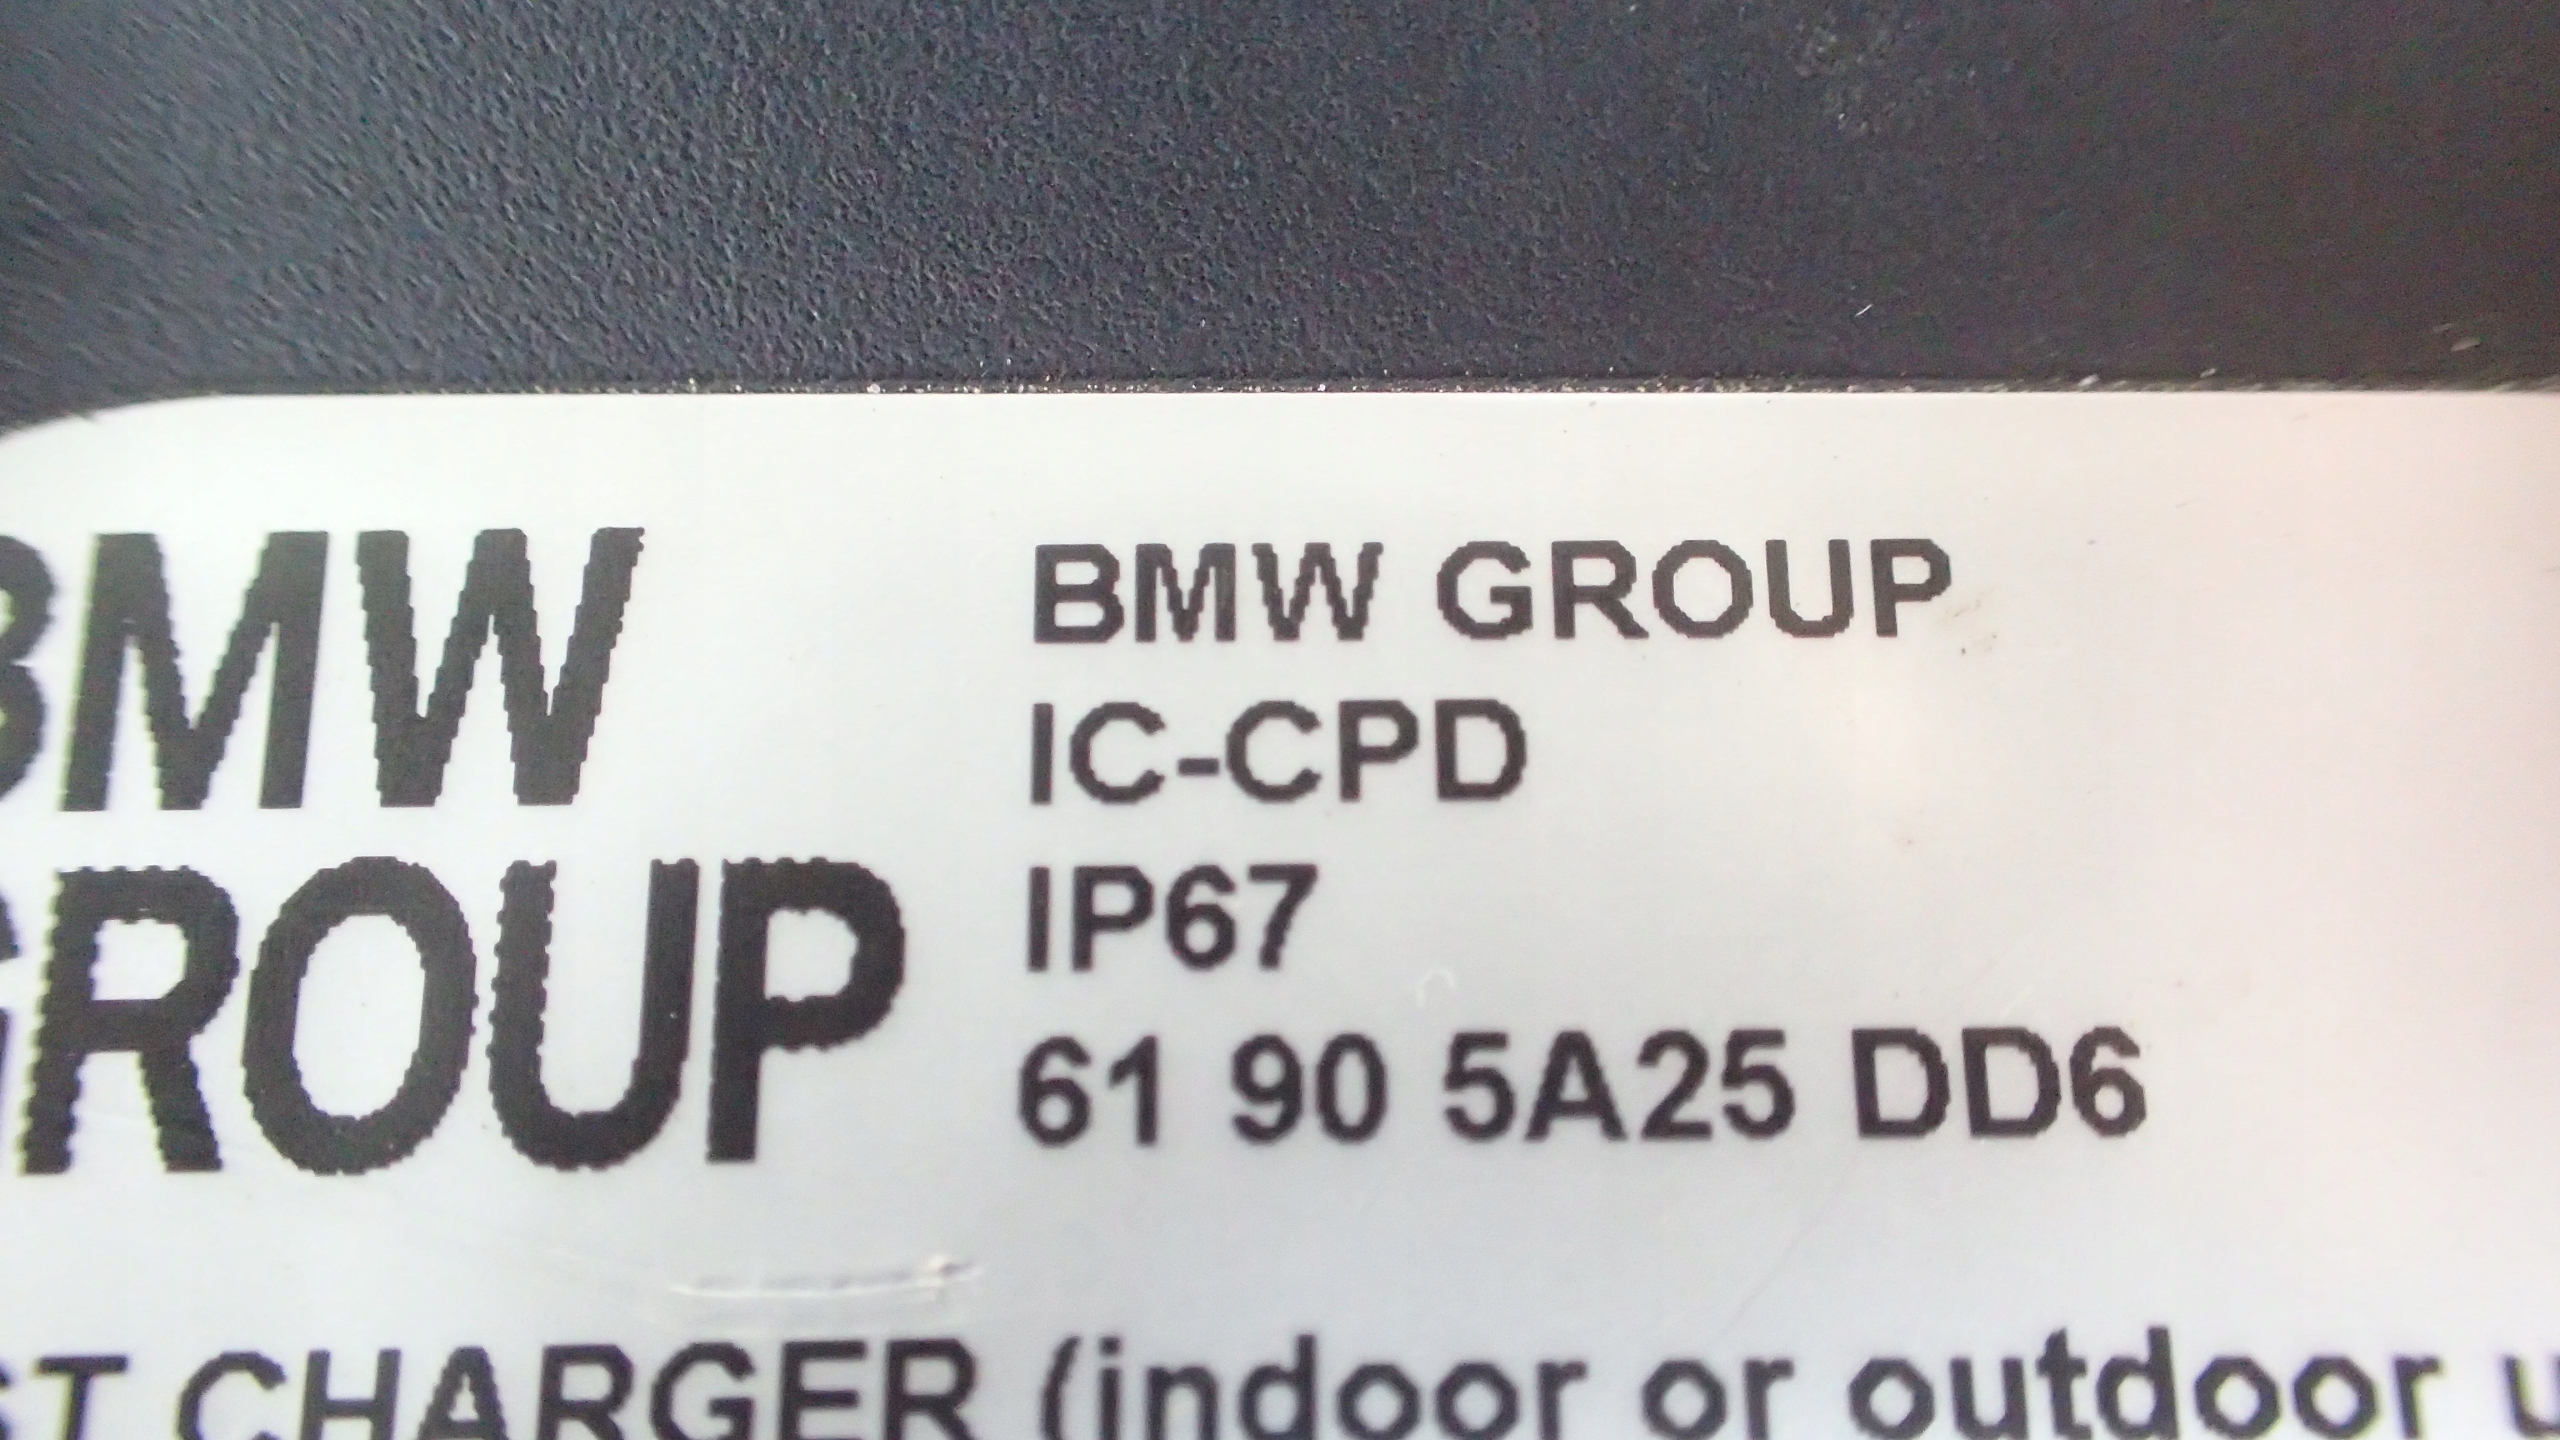 BMW
GROUP
BMW GROUP
IC-CPD
IP67
61 90 5A25 DD6
CHARGER (indoor or outdoor